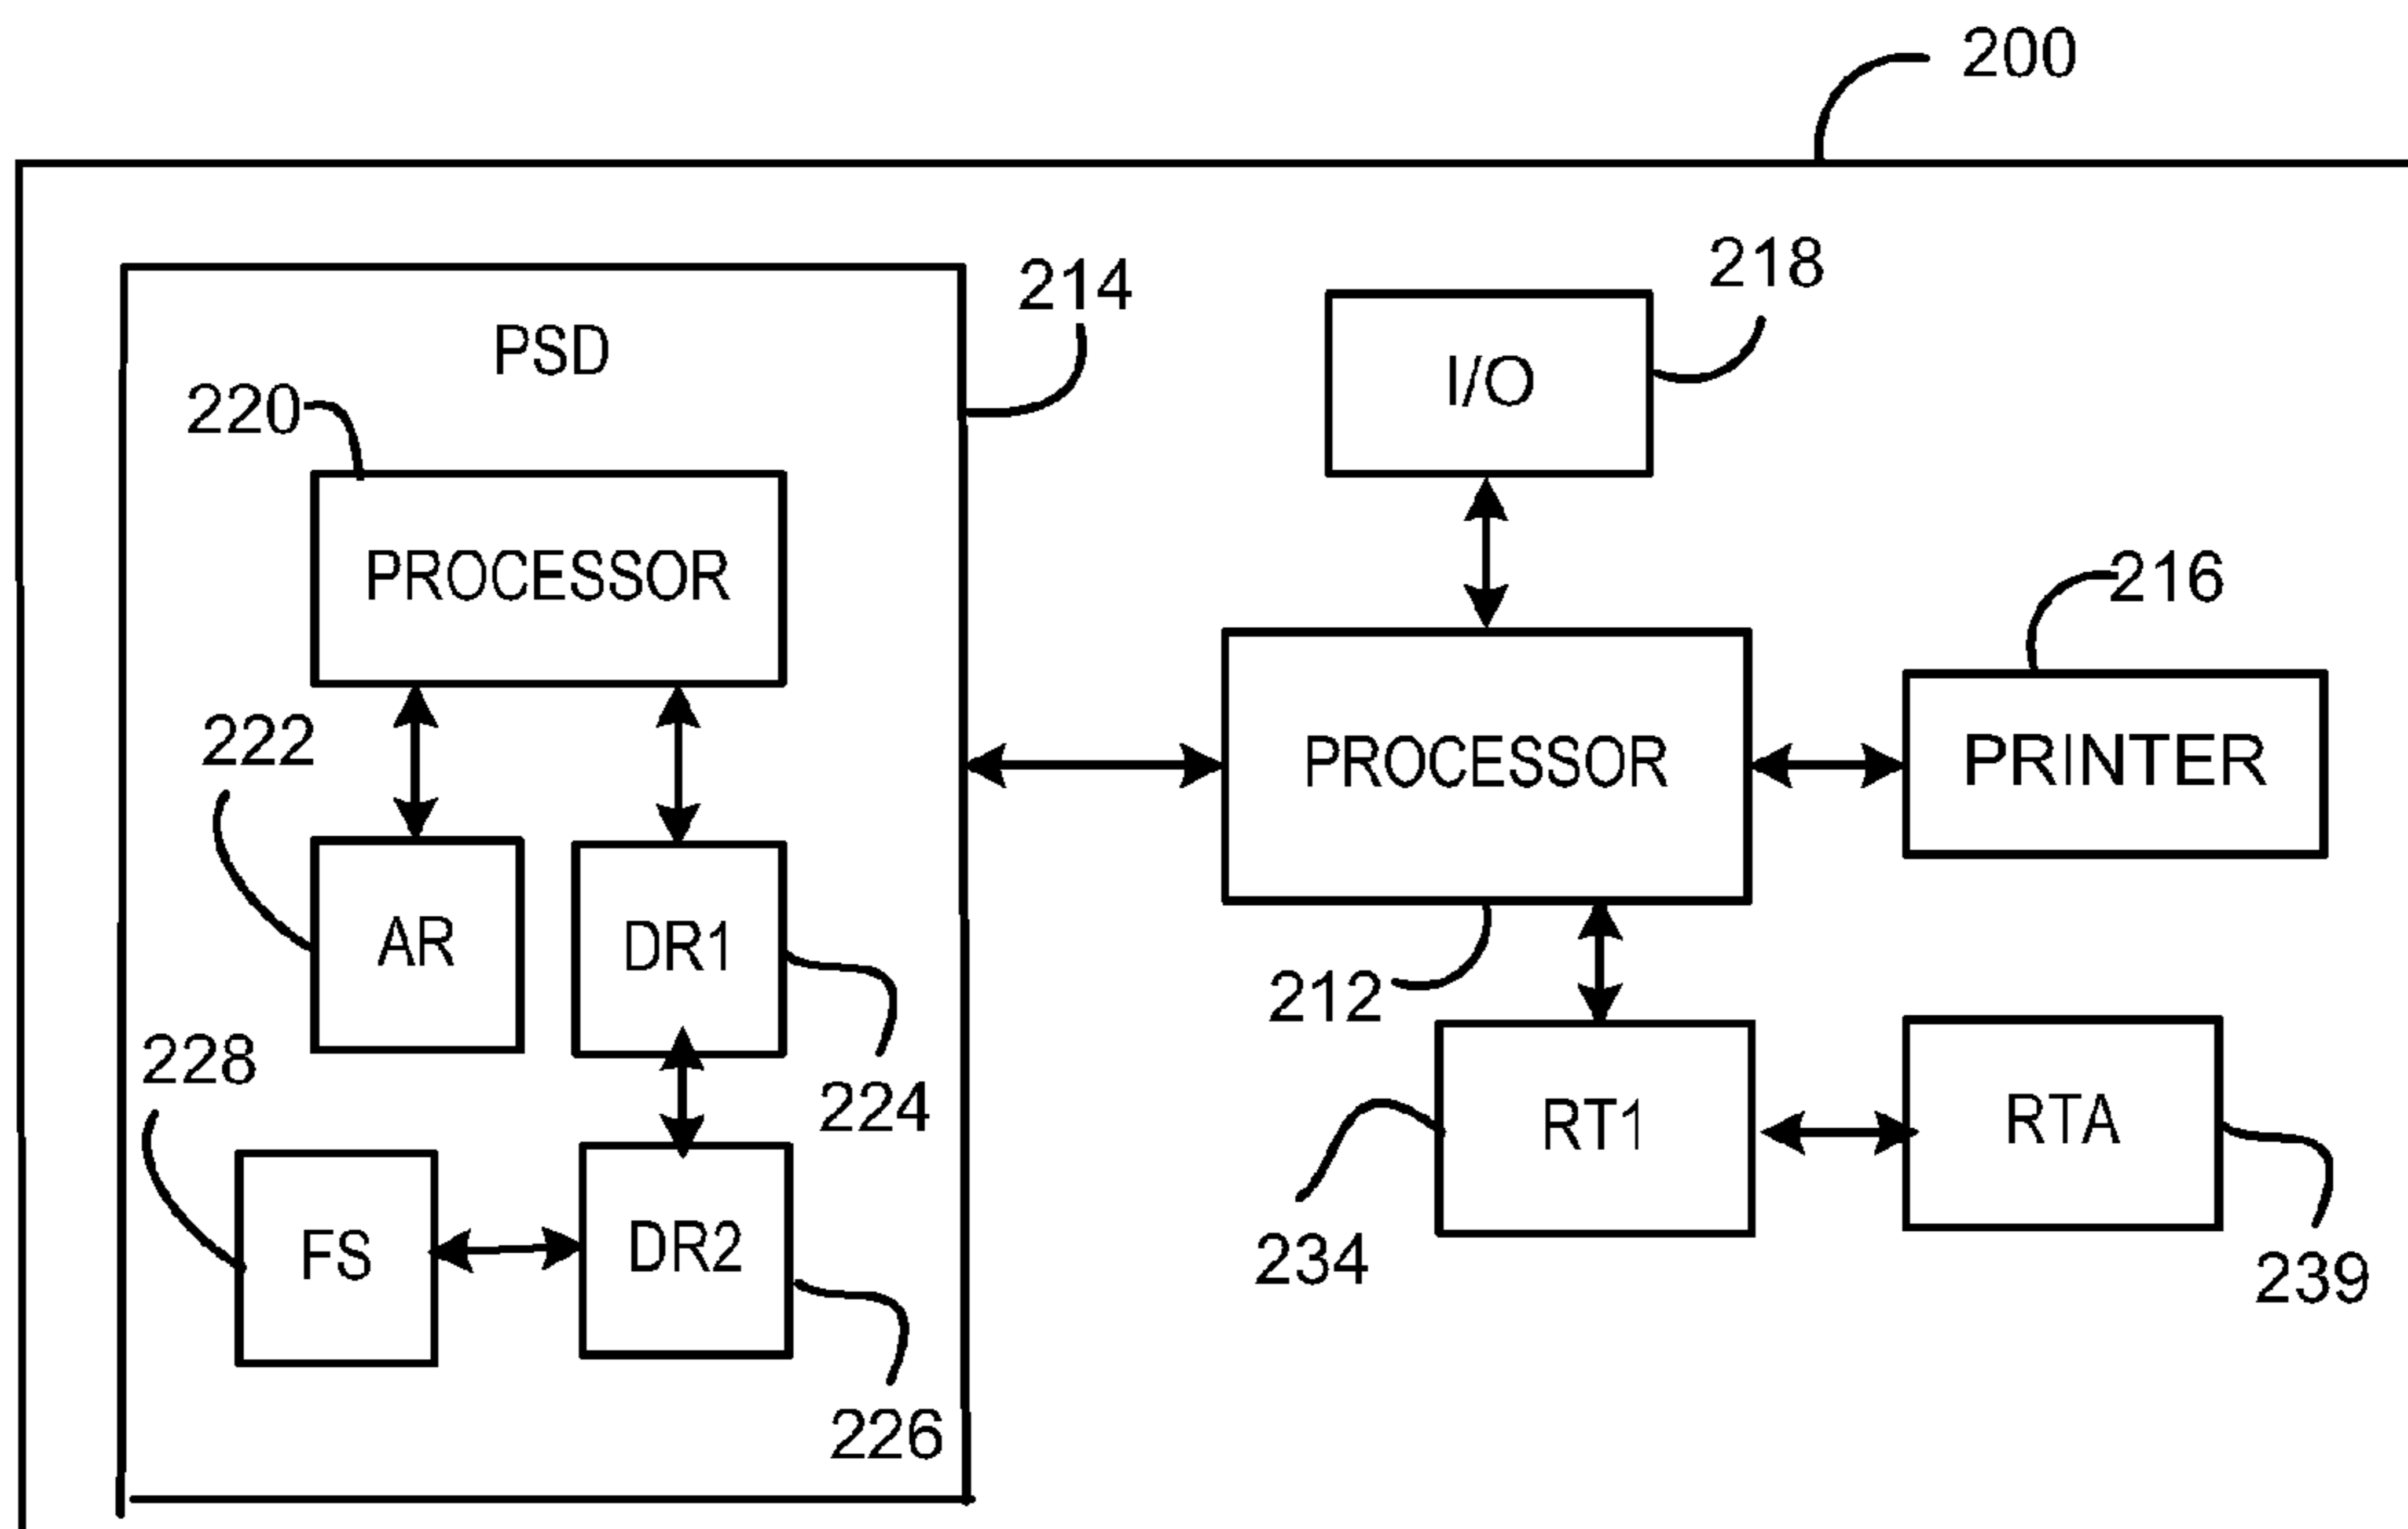 200
214
218
PSD
I/O
220
PROCESSOR
216
222
PROCESSOR
PRINTER
AR
DR1
212
228
224
RT1
RTA
FS
DR2
234
239
226